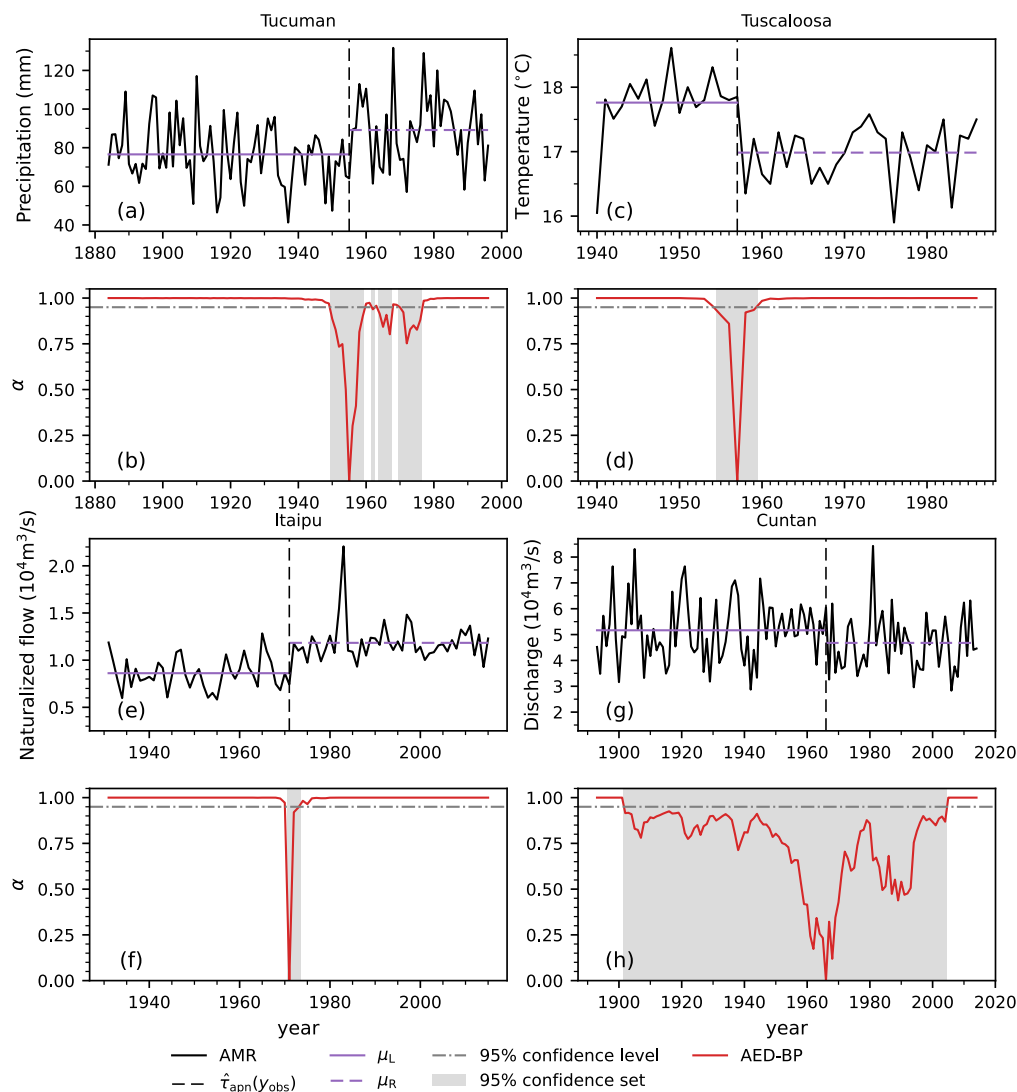 Tucuman
Tuscaloosa
Precipitation (mm)
120
100
80
60
40
(a)
1880 1900 1920 1940 1960 1980 2000
Temperature (°C)
18
17
16
(c)
1940 1950 1960 1970 1980
α
1.00
0.75
0.50
0.25
0.00
(b)
1880 1900 1920 1940 1960 1980 2000
1.00
0.75
0.50
0.25
0.00
(d)
1940 1950 1960 1970 1980
Itaipu
Cuntan
Naturalized flow (10⁴m³/s)
2.0
1.5
1.0
0.5
(e)
1940 1960 1980 2000
Discharge (10⁴m³/s)
8
7
6
5
4
3
2
(g)
1900 1920 1940 1960 1980 2000 2020
α
1.00
0.75
0.50
0.25
0.00
(f)
1940 1960 1980 2000
year
1.00
0.75
0.50
0.25
0.00
(h)
1900 1920 1940 1960 1980 2000 2020
year
AMR μL 95% confidence level AED-BP
τ̂apn(yobs) μR 95% confidence set